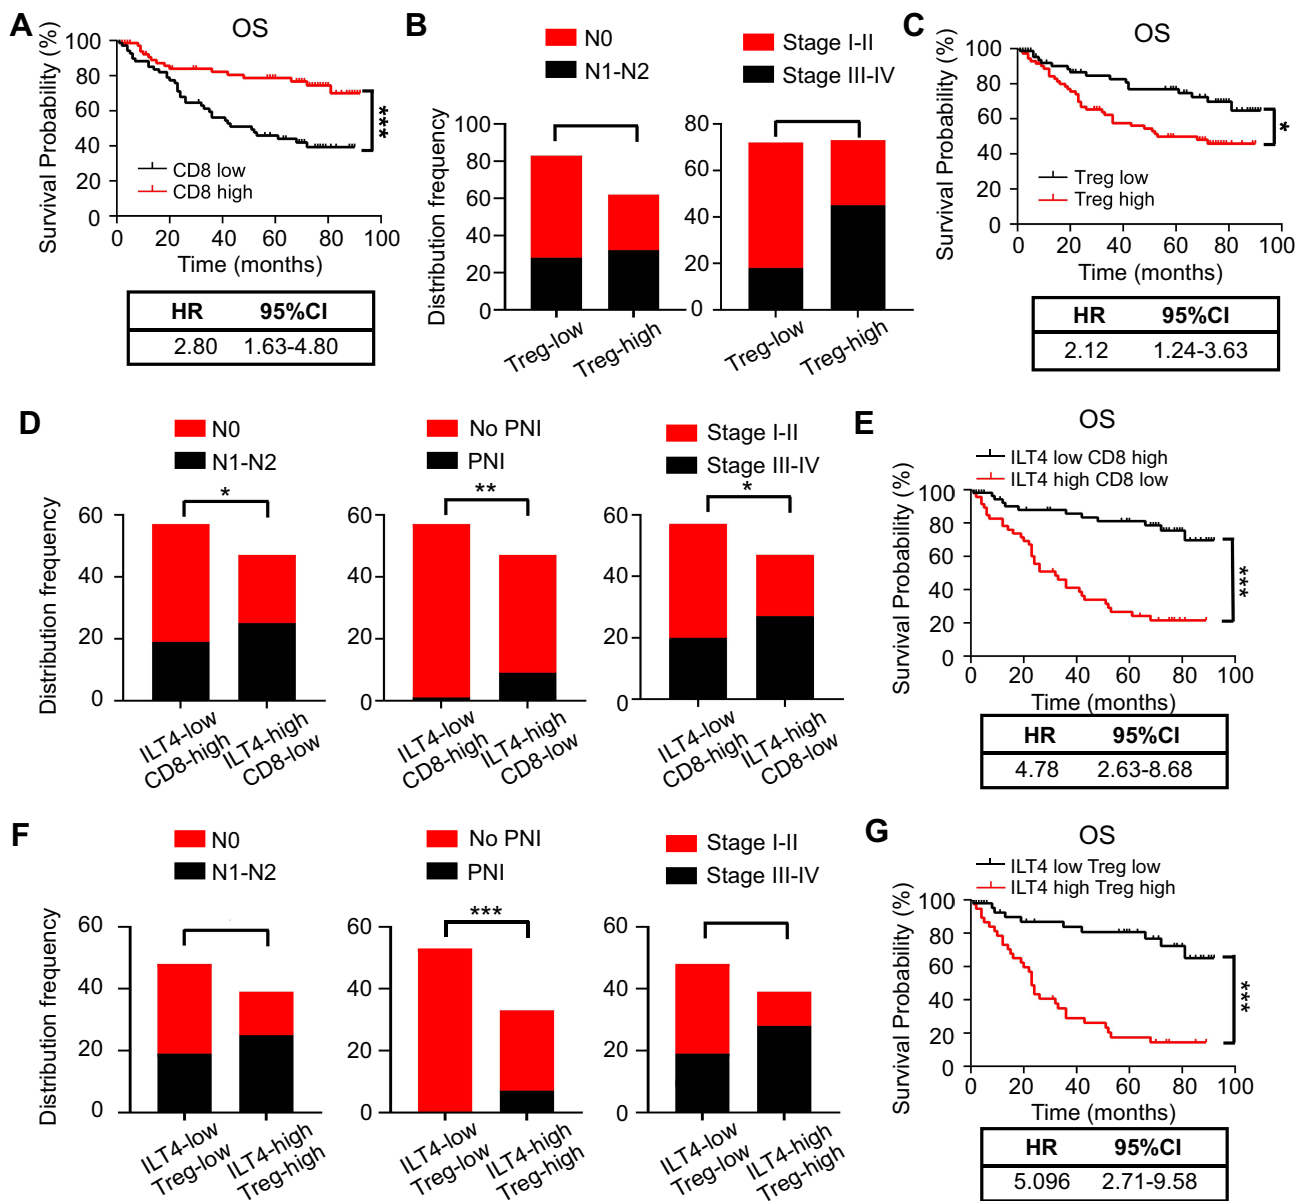 A
OS
Survival Probability (%)
100
80
60
40
20
0
CD8 low
CD8 high
***
0 20 40 60 80 100
Time (months)
HR 95%CI
2.80 1.63-4.80
B
N0
N1-N2
Distribution frequency
100
80
60
40
20
0
Treg-low
Treg-high
Stage I-II
Stage III-IV
80
60
40
20
0
Treg-low
Treg-high
C
OS
Survival Probability (%)
100
80
60
40
20
0
Treg low
Treg high
*
0 20 40 60 80 100
Time (months)
HR 95%CI
2.12 1.24-3.63
D
N0
N1-N2
*
Distribution frequency
60
40
20
0
ILT4-low
CD8-high
ILT4-high
CD8-low
No PNI
PNI
**
60
40
20
0
ILT4-low
CD8-high
ILT4-high
CD8-low
Stage I-II
Stage III-IV
*
60
40
20
0
ILT4-low
CD8-high
ILT4-high
CD8-low
E
OS
ILT4 low CD8 high
ILT4 high CD8 low
Survival Probability (%)
100
80
60
40
20
0
***
0 20 40 60 80 100
Time (months)
HR 95%CI
4.78 2.63-8.68
F
N0
N1-N2
Distribution frequency
60
40
20
0
ILT4-low
Treg-low
ILT4-high
Treg-high
No PNI
PNI
***
60
40
20
0
ILT4-low
Treg-low
ILT4-high
Treg-high
Stage I-II
Stage III-IV
60
40
20
0
ILT4-low
Treg-low
ILT4-high
Treg-high
G
OS
ILT4 low Treg low
ILT4 high Treg high
Survival Probability (%)
100
80
60
40
20
0
***
0 20 40 60 80 100
Time (months)
HR 95%CI
5.096 2.71-9.58